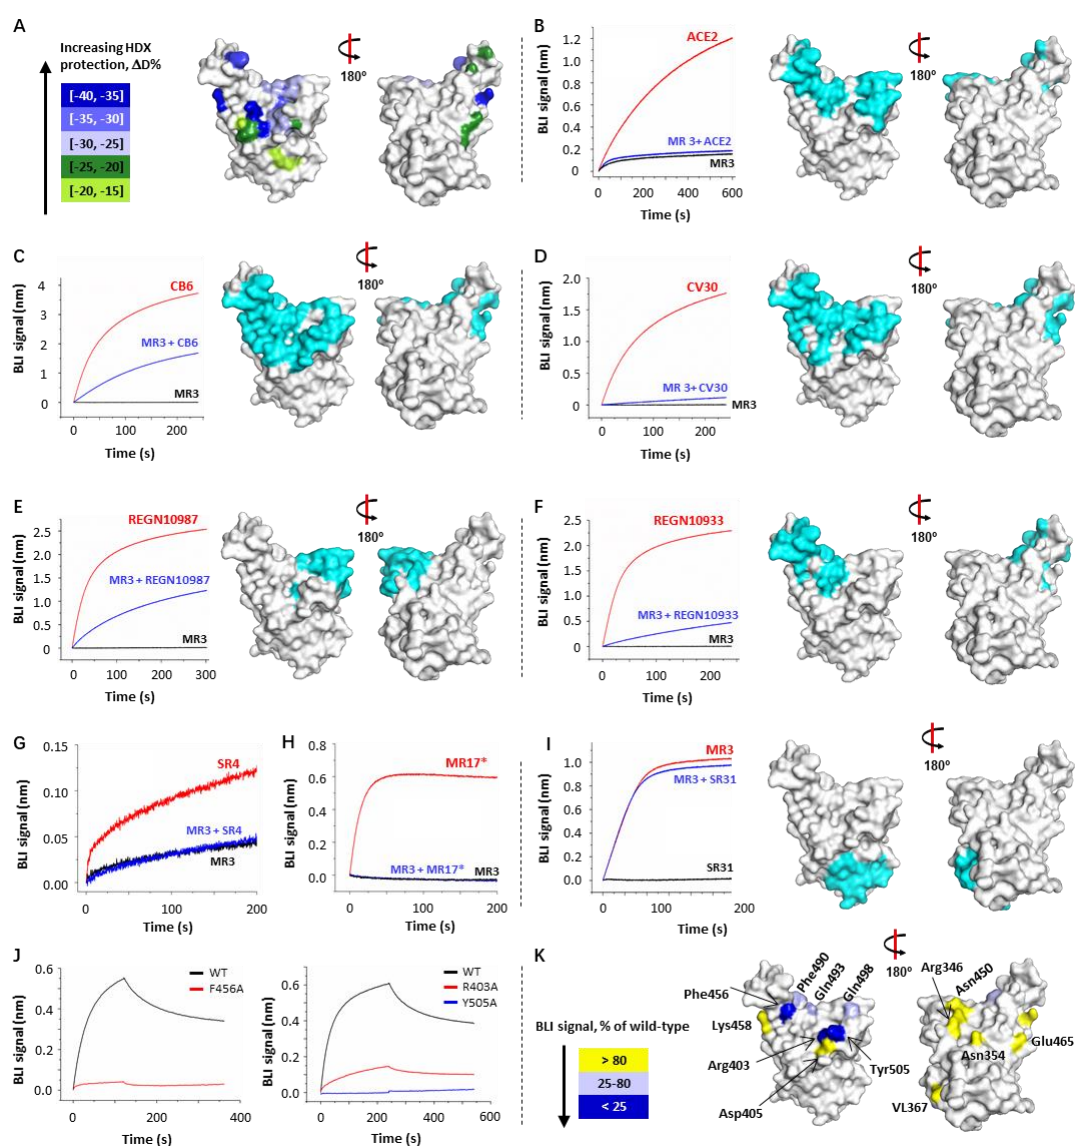 A
Increasing HDX
protection, ΔD%
[-40, -35]
[-35, -30]
[-30, -25]
[-25, -20]
[-20, -15]
180°
B
BLI signal (nm)
1.2
1.0
0.8
0.6
0.4
0.2
0.0
ACE2
MR 3+ ACE2
MR3
0 200 400 600
Time (s)
180°
C
BLI signal (nm)
4
3
2
1
0
CB6
MR3 + CB6
MR3
0 100 200
Time (s)
180°
D
BLI signal (nm)
2.0
1.5
1.0
0.5
0.0
CV30
MR 3+ CV30
MR3
0 100 200
Time (s)
180°
E
BLI signal (nm)
2.5
2.0
1.5
1.0
0.5
0
REGN10987
MR3 + REGN10987
MR3
0 100 200 300
Time (s)
180°
F
BLI signal (nm)
2.5
2.0
1.5
1.0
0.5
0
REGN10933
MR3 + REGN10933
MR3
0 100 200
Time (s)
180°
G
BLI signal (nm)
0.15
0.10
0.05
0.00
SR4
MR3 + SR4
MR3
0 100 200
Time (s)
H
BLI signal (nm)
0.8
0.6
0.4
0.2
0.0
MR17*
MR3 + MR17*
MR3
0 100 200
Time (s)
I
BLI signal (nm)
1.0
0.8
0.6
0.4
0.2
0.0
MR3
MR3 + SR31
SR31
0 50 100 150 200
Time (s)
180°
J
BLI signal (nm)
0.6
0.4
0.2
0.0
WT
F456A
0 200 400
Time (s)
0.6
0.4
0.2
0.0
WT
R403A
Y505A
0 200 400 600
Time (s)
K
BLI signal, % of wild-type
> 80
25-80
< 25
Phe490
Gln493
Gln498
Phe456
Lys458
Arg403
Asp405
Tyr505
180°
Arg346
Asn450
Asn354
Glu465
VL367